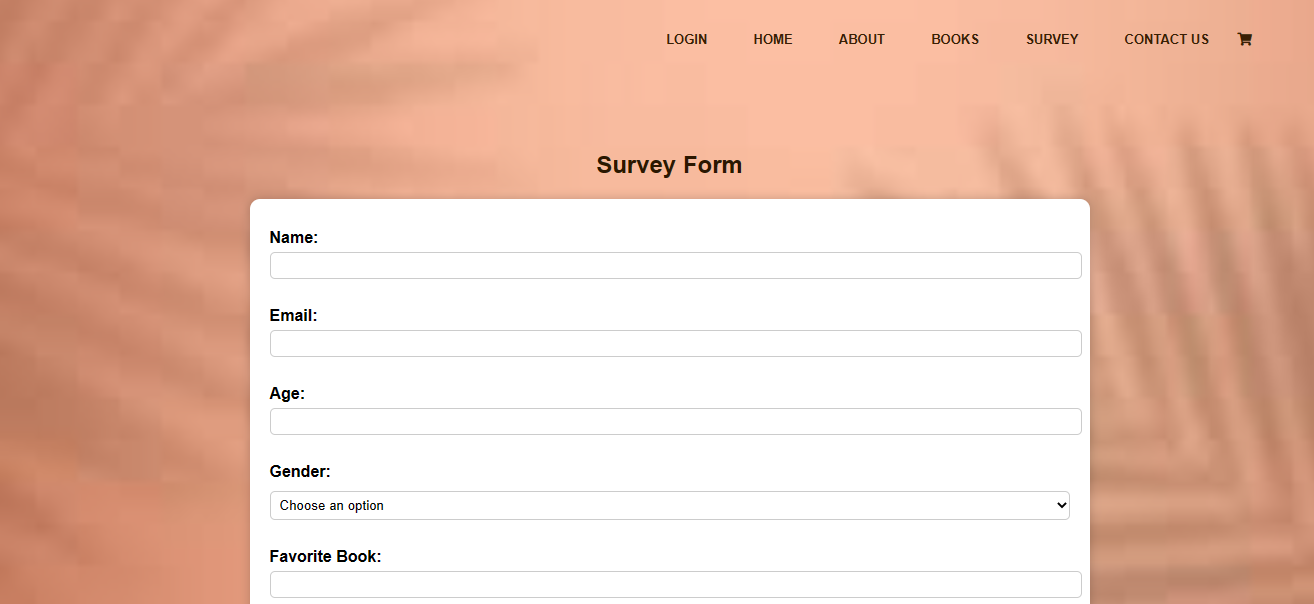 LOGIN HOME ABOUT BOOKS SURVEY CONTACT US
Survey Form
Name:
Email:
Age:
Gender:
Choose an option
Favorite Book: